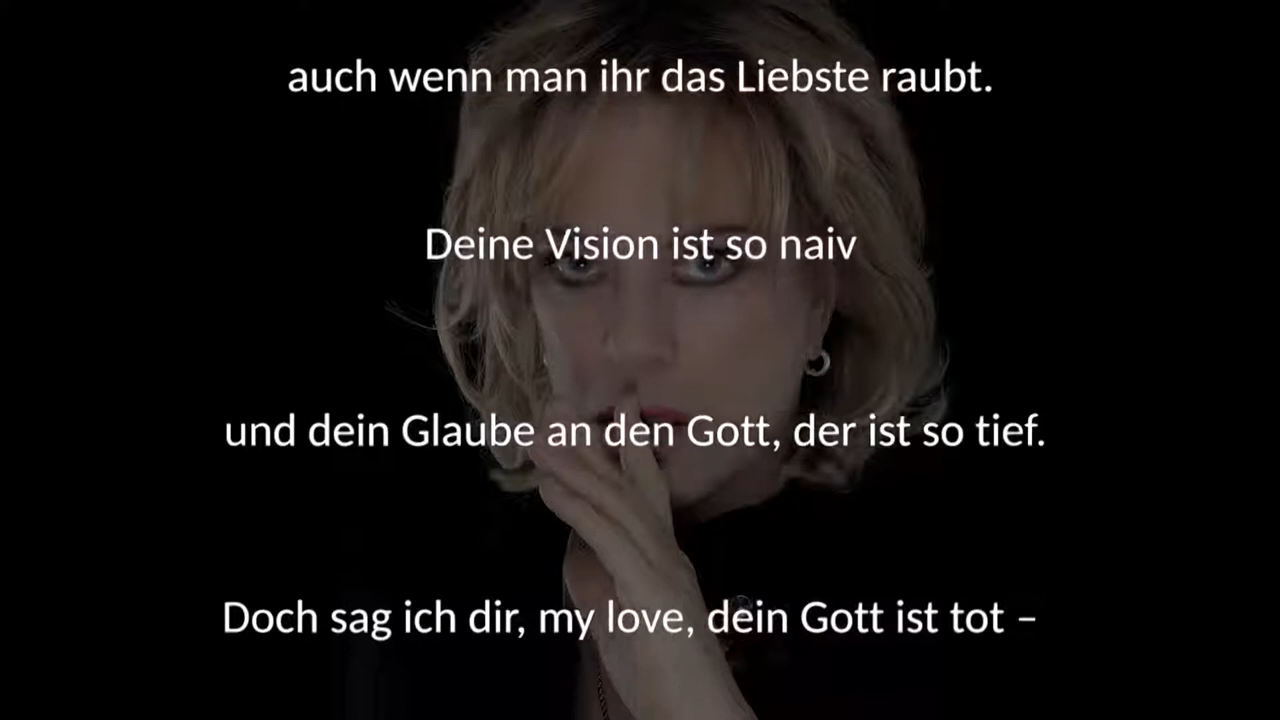 auch wenn man ihr das Liebste raubt.
Deine Vision ist so naiv
und dein Glaube an den Gott, der ist so tief.
Doch sag ich dir, my love, dein Gott ist tot –